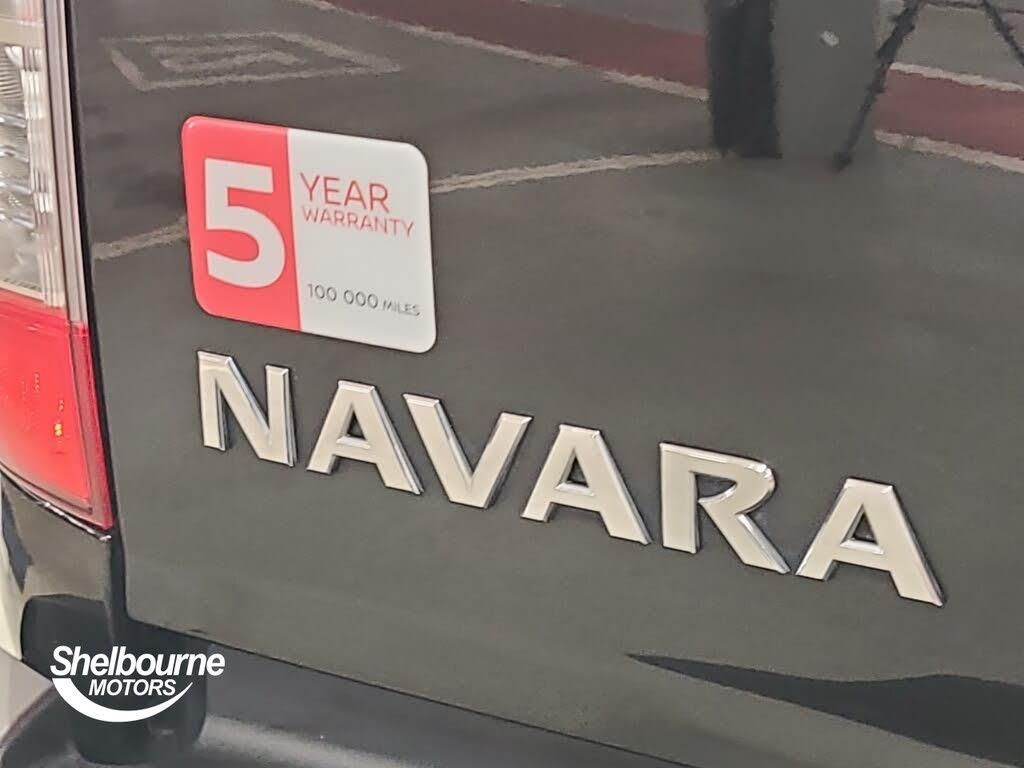 5
YEAR
WARRANTY
100 000 MILES
NAVARA
Shelbourne
MOTORS